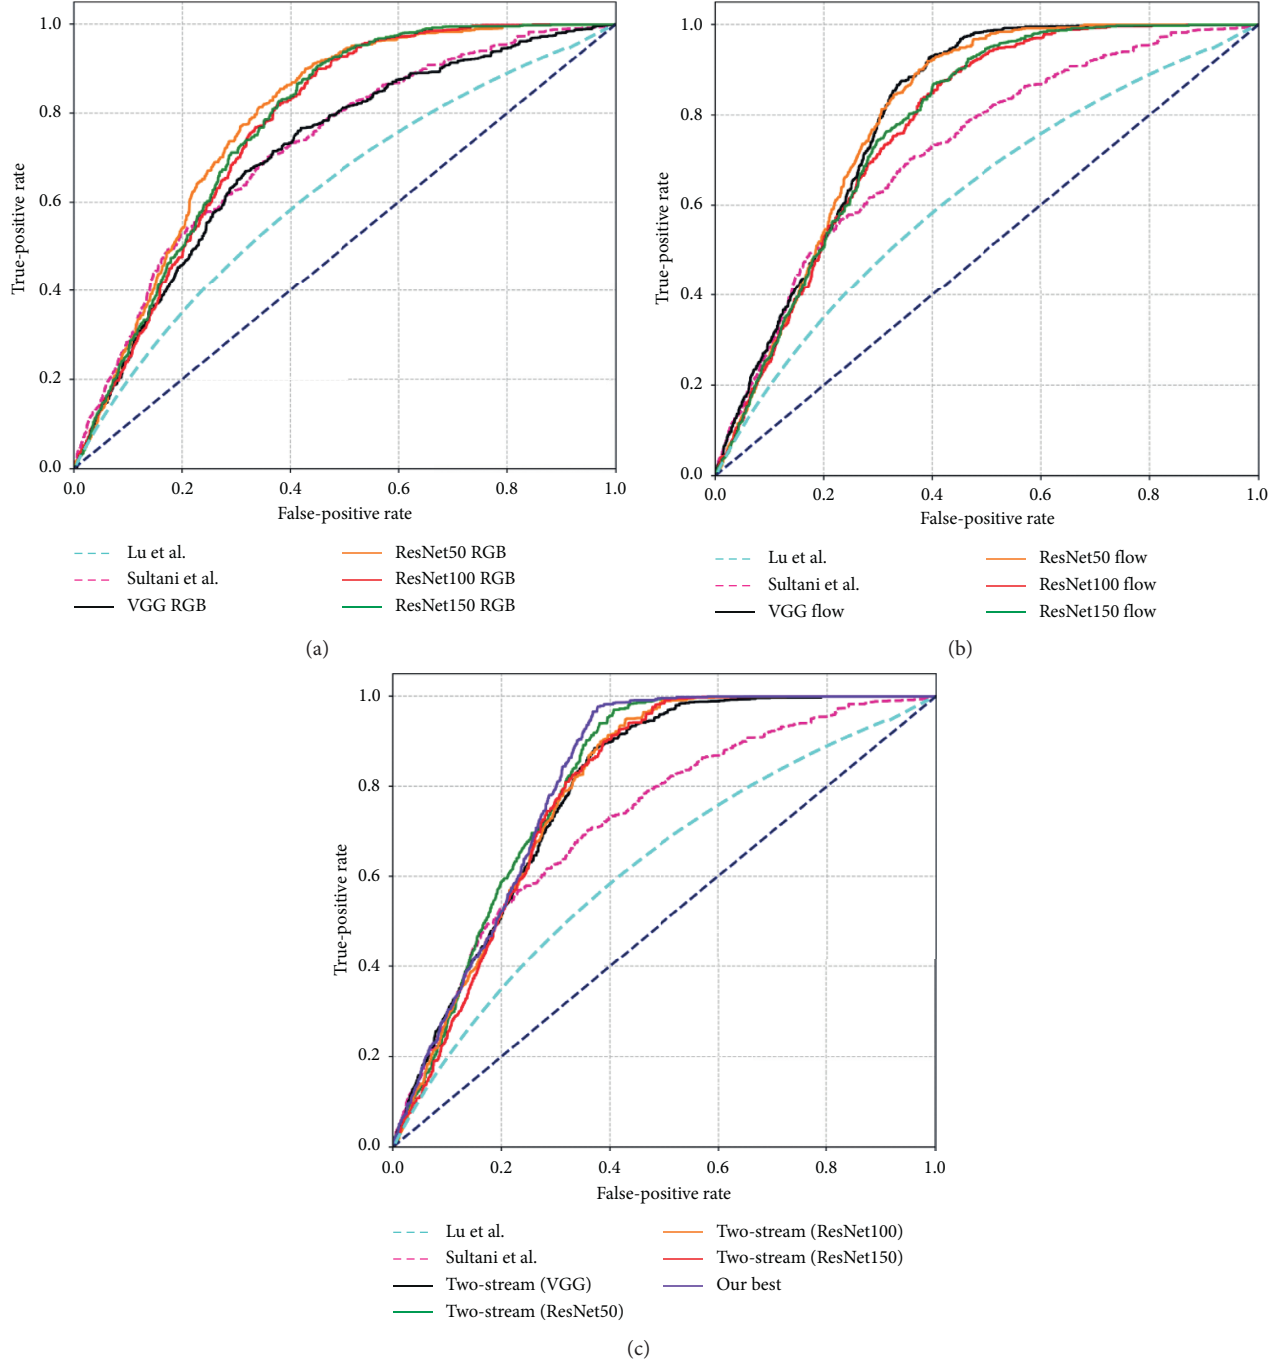 1.0
0.8
0.6
0.4
0.2
0.0
True-positive rate
0.0 0.2 0.4 0.6 0.8 1.0
False-positive rate
Lu et al.
Sultani et al.
VGG RGB
ResNet50 RGB
ResNet100 RGB
ResNet150 RGB
(a)
1.0
0.8
0.6
0.4
0.2
0.0
True-positive rate
0.0 0.2 0.4 0.6 0.8 1.0
False-positive rate
Lu et al.
Sultani et al.
VGG flow
ResNet50 flow
ResNet100 flow
ResNet150 flow
(b)
1.0
0.8
0.6
0.4
0.2
0.0
True-positive rate
0.0 0.2 0.4 0.6 0.8 1.0
False-positive rate
Lu et al.
Sultani et al.
Two-stream (VGG)
Two-stream (ResNet50)
Two-stream (ResNet100)
Two-stream (ResNet150)
Our best
(c)